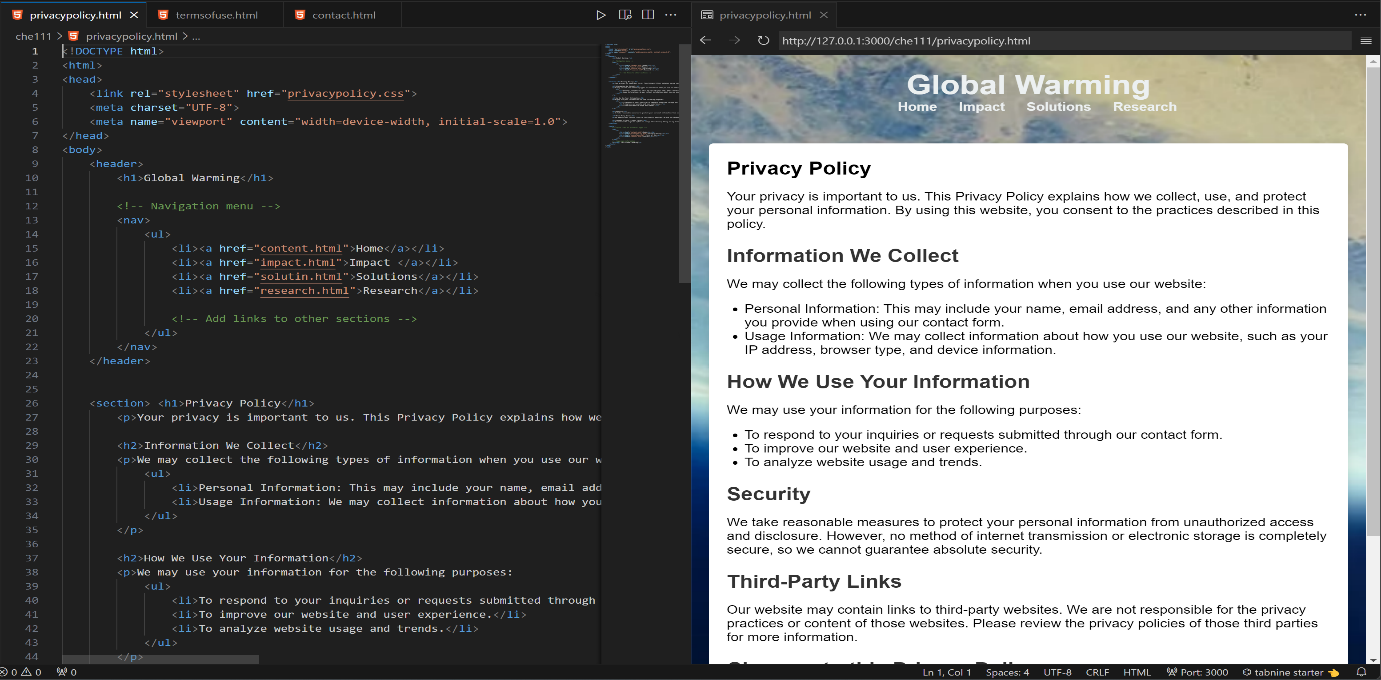 privacypolicy.html
termsofuse.html
contact.html
che111 > privacypolicy.html > ...
1 <!DOCTYPE html>
2 <html>
3 <head>
4 <link rel="stylesheet" href="privacypolicy.css">
5 <meta charset="UTF-8">
6 <meta name="viewport" content="width=device-width, initial-scale=1.0">
7 </head>
8 <body>
9 <header>
10 <h1>Global Warming</h1>
11
12 <!-- Navigation menu -->
13 <nav>
14 <ul>
15 <li><a href="content.html">Home</a></li>
16 <li><a href="impact.html">Impact </a></li>
17 <li><a href="solutin.html">Solutions</a></li>
18 <li><a href="research.html">Research</a></li>
19
20 <!-- Add links to other sections -->
21 </ul>
22 </nav>
23 </header>
24
25
26 <section> <h1>Privacy Policy</h1>
27 <p>Your privacy is important to us. This Privacy Policy explains how we
28
29 <h2>Information We Collect</h2>
30 <p>We may collect the following types of information when you use our w
31 <ul>
32 <li>Personal Information: This may include your name, email add
33 <li>Usage Information: We may collect information about how you
34 </ul>
35 </p>
36
37 <h2>How We Use Your Information</h2>
38 <p>We may use your information for the following purposes:
39 <ul>
40 <li>To respond to your inquiries or requests submitted through
41 <li>To improve our website and user experience.</li>
42 <li>To analyze website usage and trends.</li>
43 </ul>
44 </p>
privacypolicy.html
http://127.0.0.1:3000/che111/privacypolicy.html
Global Warming
Home Impact Solutions Research
Privacy Policy
Your privacy is important to us. This Privacy Policy explains how we collect, use, and protect
your personal information. By using this website, you consent to the practices described in this
policy.
Information We Collect
We may collect the following types of information when you use our website:
• Personal Information: This may include your name, email address, and any other information
you provide when using our contact form.
• Usage Information: We may collect information about how you use our website, such as your
IP address, browser type, and device information.
How We Use Your Information
We may use your information for the following purposes:
• To respond to your inquiries or requests submitted through our contact form.
• To improve our website and user experience.
• To analyze website usage and trends.
Security
We take reasonable measures to protect your personal information from unauthorized access
and disclosure. However, no method of internet transmission or electronic storage is completely
secure, so we cannot guarantee absolute security.
Third-Party Links
Our website may contain links to third-party websites. We are not responsible for the privacy
practices or content of those websites. Please review the privacy policies of those third parties
for more information.
0 0 0
Ln 1, Col 1 Spaces: 4 UTF-8 CRLF HTML Port: 3000 tabnine starter